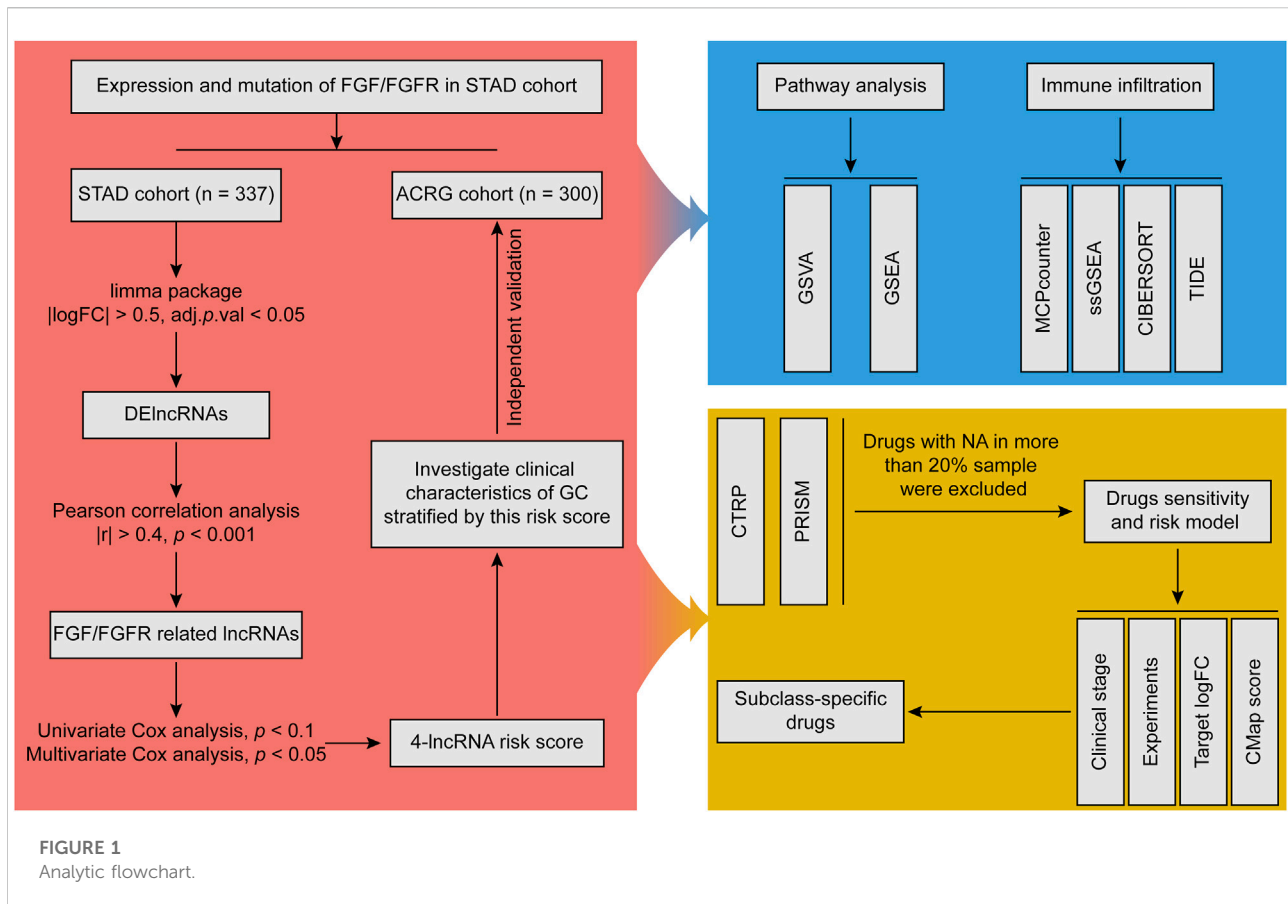 Expression and mutation of FGF/FGFR in STAD cohort
STAD cohort (n = 337)
ACRG cohort (n = 300)
limma package
|logFC| > 0.5, adj.p.val < 0.05
DElncRNAs
Pearson correlation analysis
|r| > 0.4, p < 0.001
FGF/FGFR related lncRNAs
Univariate Cox analysis, p < 0.1
Multivariate Cox analysis, p < 0.05
4-lncRNA risk score
Investigate clinical
characteristics of GC
stratified by this risk score
Independent validation
Pathway analysis
GSVA
GSEA
Immune infiltration
MCPcounter
ssGSEA
CIBERSORT
TIDE
CTRP
PRISM
Drugs with NA in more
than 20% sample
were excluded
Drugs sensitivity
and risk model
Clinical stage
Experiments
Target logFC
CMap score
Subclass-specific
drugs
FIGURE 1
Analytic flowchart.